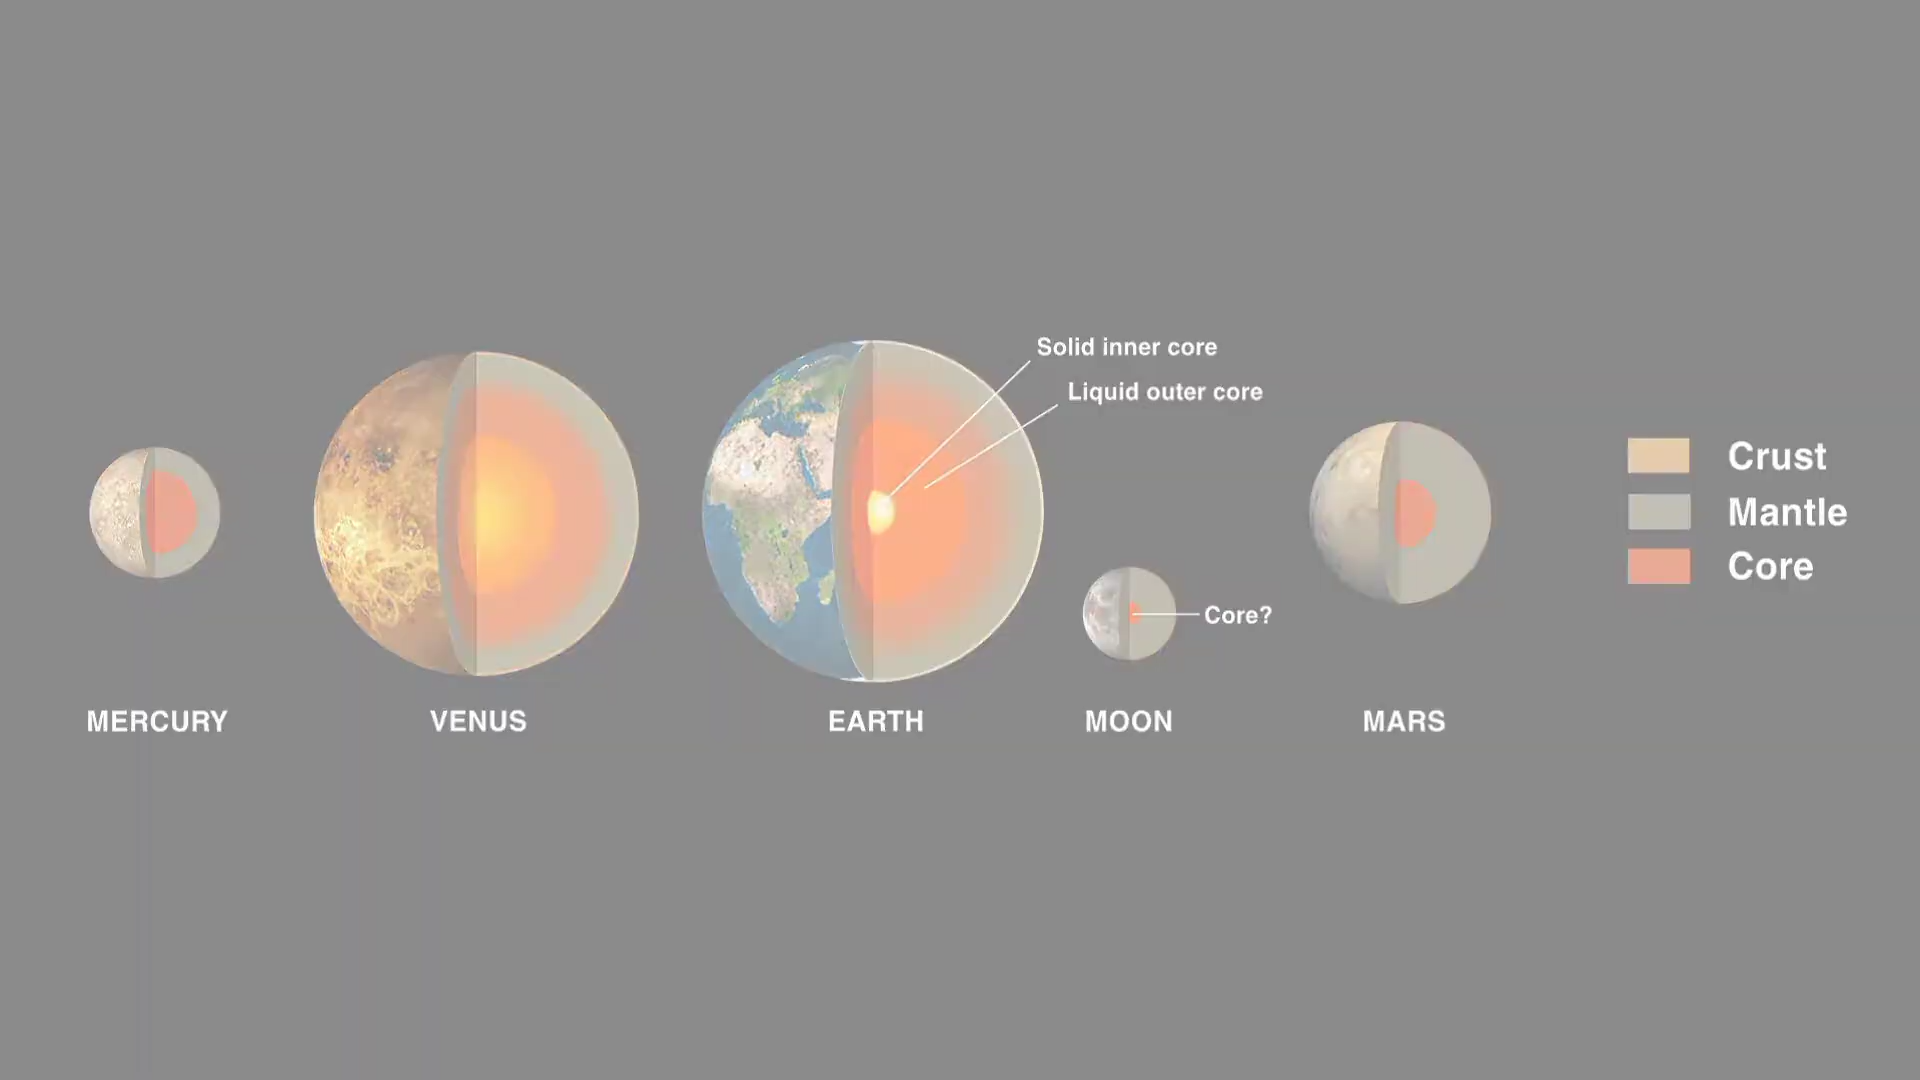 Solid inner core
Liquid outer core
Core?
MERCURY
VENUS
EARTH
MOON
MARS
Crust
Mantle
Core